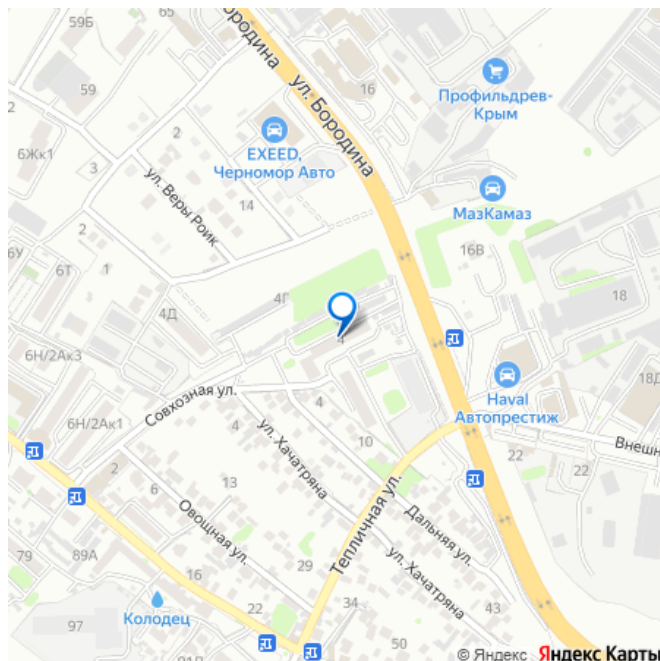 59Б
65
Бородина
ул. Бородина
16
59
Профильдрев-
Крым
2
6Жк1
3
EXEED,
Черномор Авто
МазКамаз
ул. Веры Роик
14
2
16В
6У
6Т
1
4Г
18
4Д
4
6Н/2Ак3
Haval
Автопрестиж
18Д
Совхозная ул.
4
6Н/2Ак1
4
10
Внешн
22
22
ул. Хачатряна
2
6
13
Тепличная ул.
Дальняя ул.
Овощная ул.
79
89А
16
29
ул. Хачатряна
Колодец
22
34
43
97
50
© Яндекс Яндекс Карты